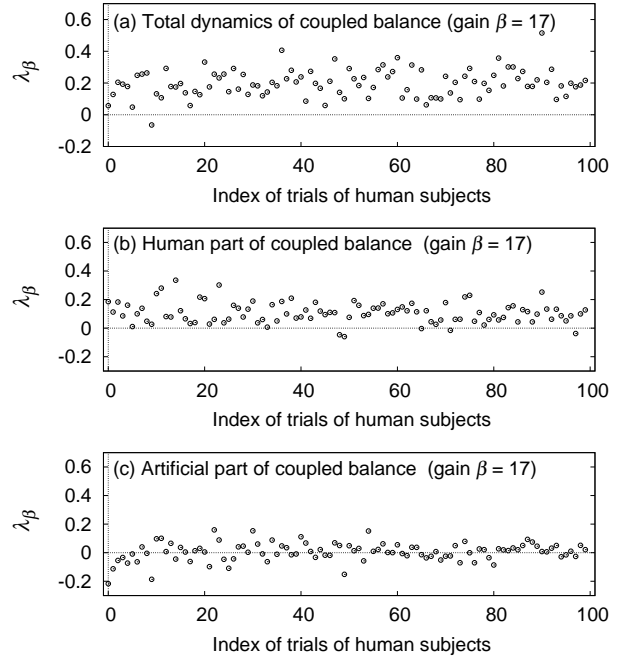 (a) Total dynamics of coupled balance (gain β = 17)
0.6
0.4
0.2
0
-0.2
λβ
0 20 40 60 80 100
Index of trials of human subjects
(b) Human part of coupled balance (gain β = 17)
0.6
0.4
0.2
0
-0.2
λβ
0 20 40 60 80 100
Index of trials of human subjects
(c) Artificial part of coupled balance (gain β = 17)
0.6
0.4
0.2
0
-0.2
λβ
0 20 40 60 80 100
Index of trials of human subjects